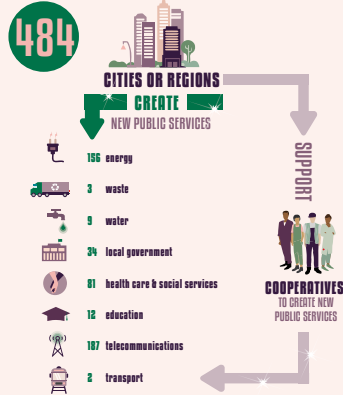 484
CITIES OR REGIONS
CREATE
NEW PUBLIC SERVICES
156 energy
3 waste
9 water
34 local government
81 health care & social services
12 education
187 telecommunications
2 transport
SUPPORT
COOPERATIVES
TO CREATE NEW
PUBLIC SERVICES